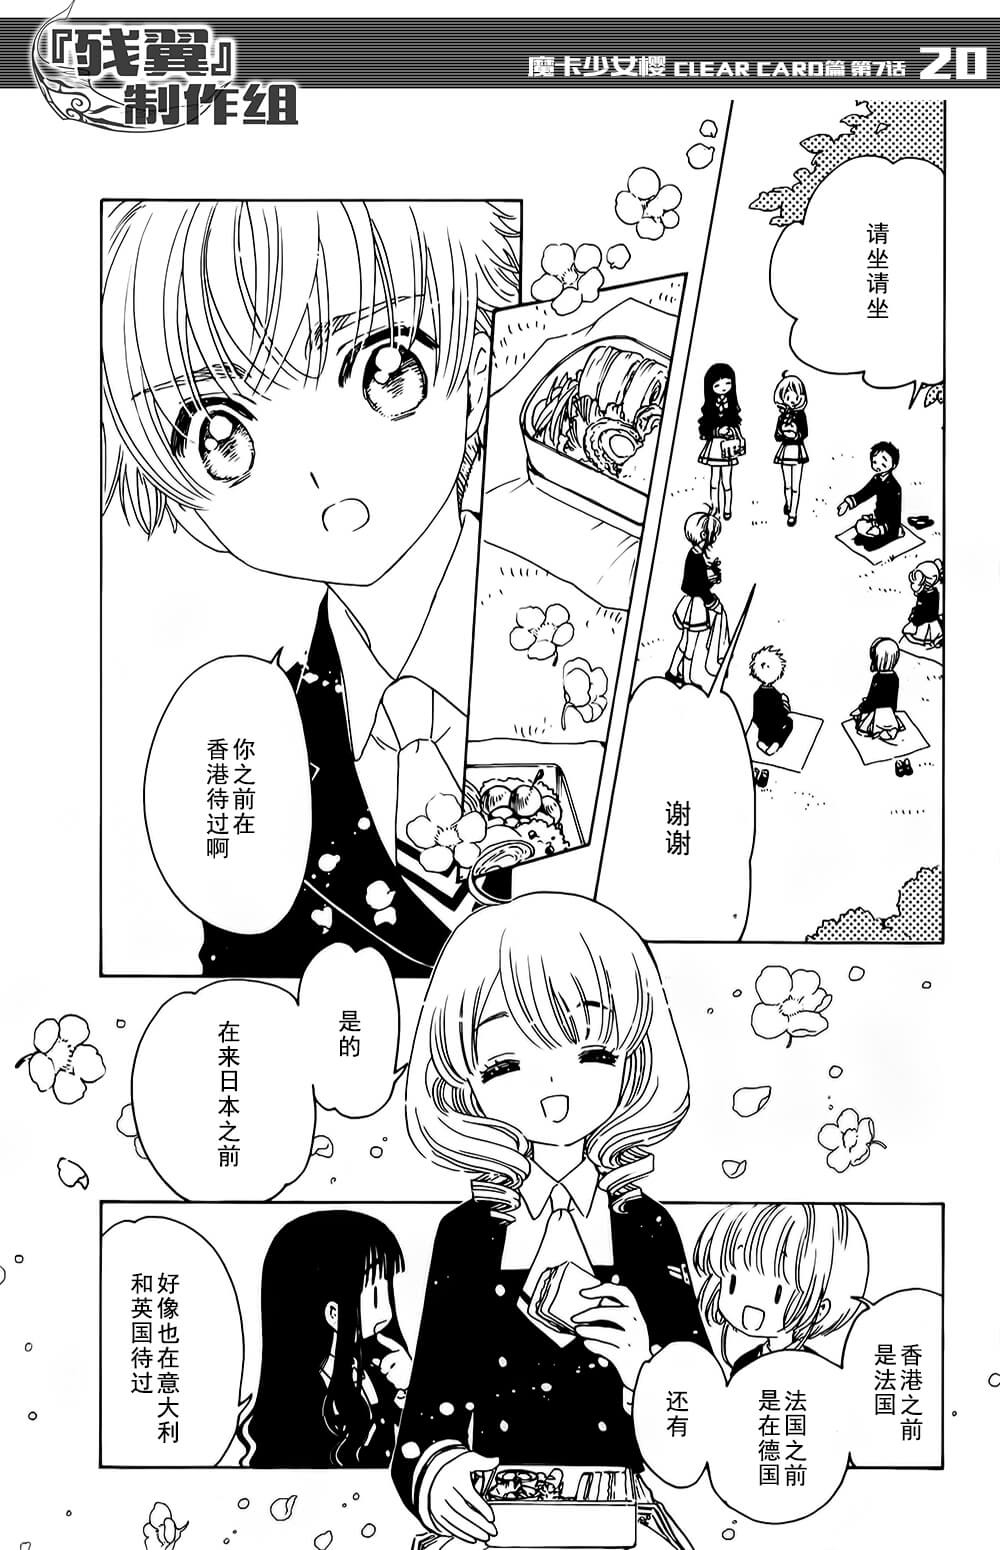 『残翼』
制作组
魔卡少女樱 CLEAR CARD篇 第7话 20
请坐请坐
谢谢
你之前在
香港待过啊
是的
在来日本之前
香港之前
是法国
法国之前
是在德国
还有
好像也在意大利
和英国待过